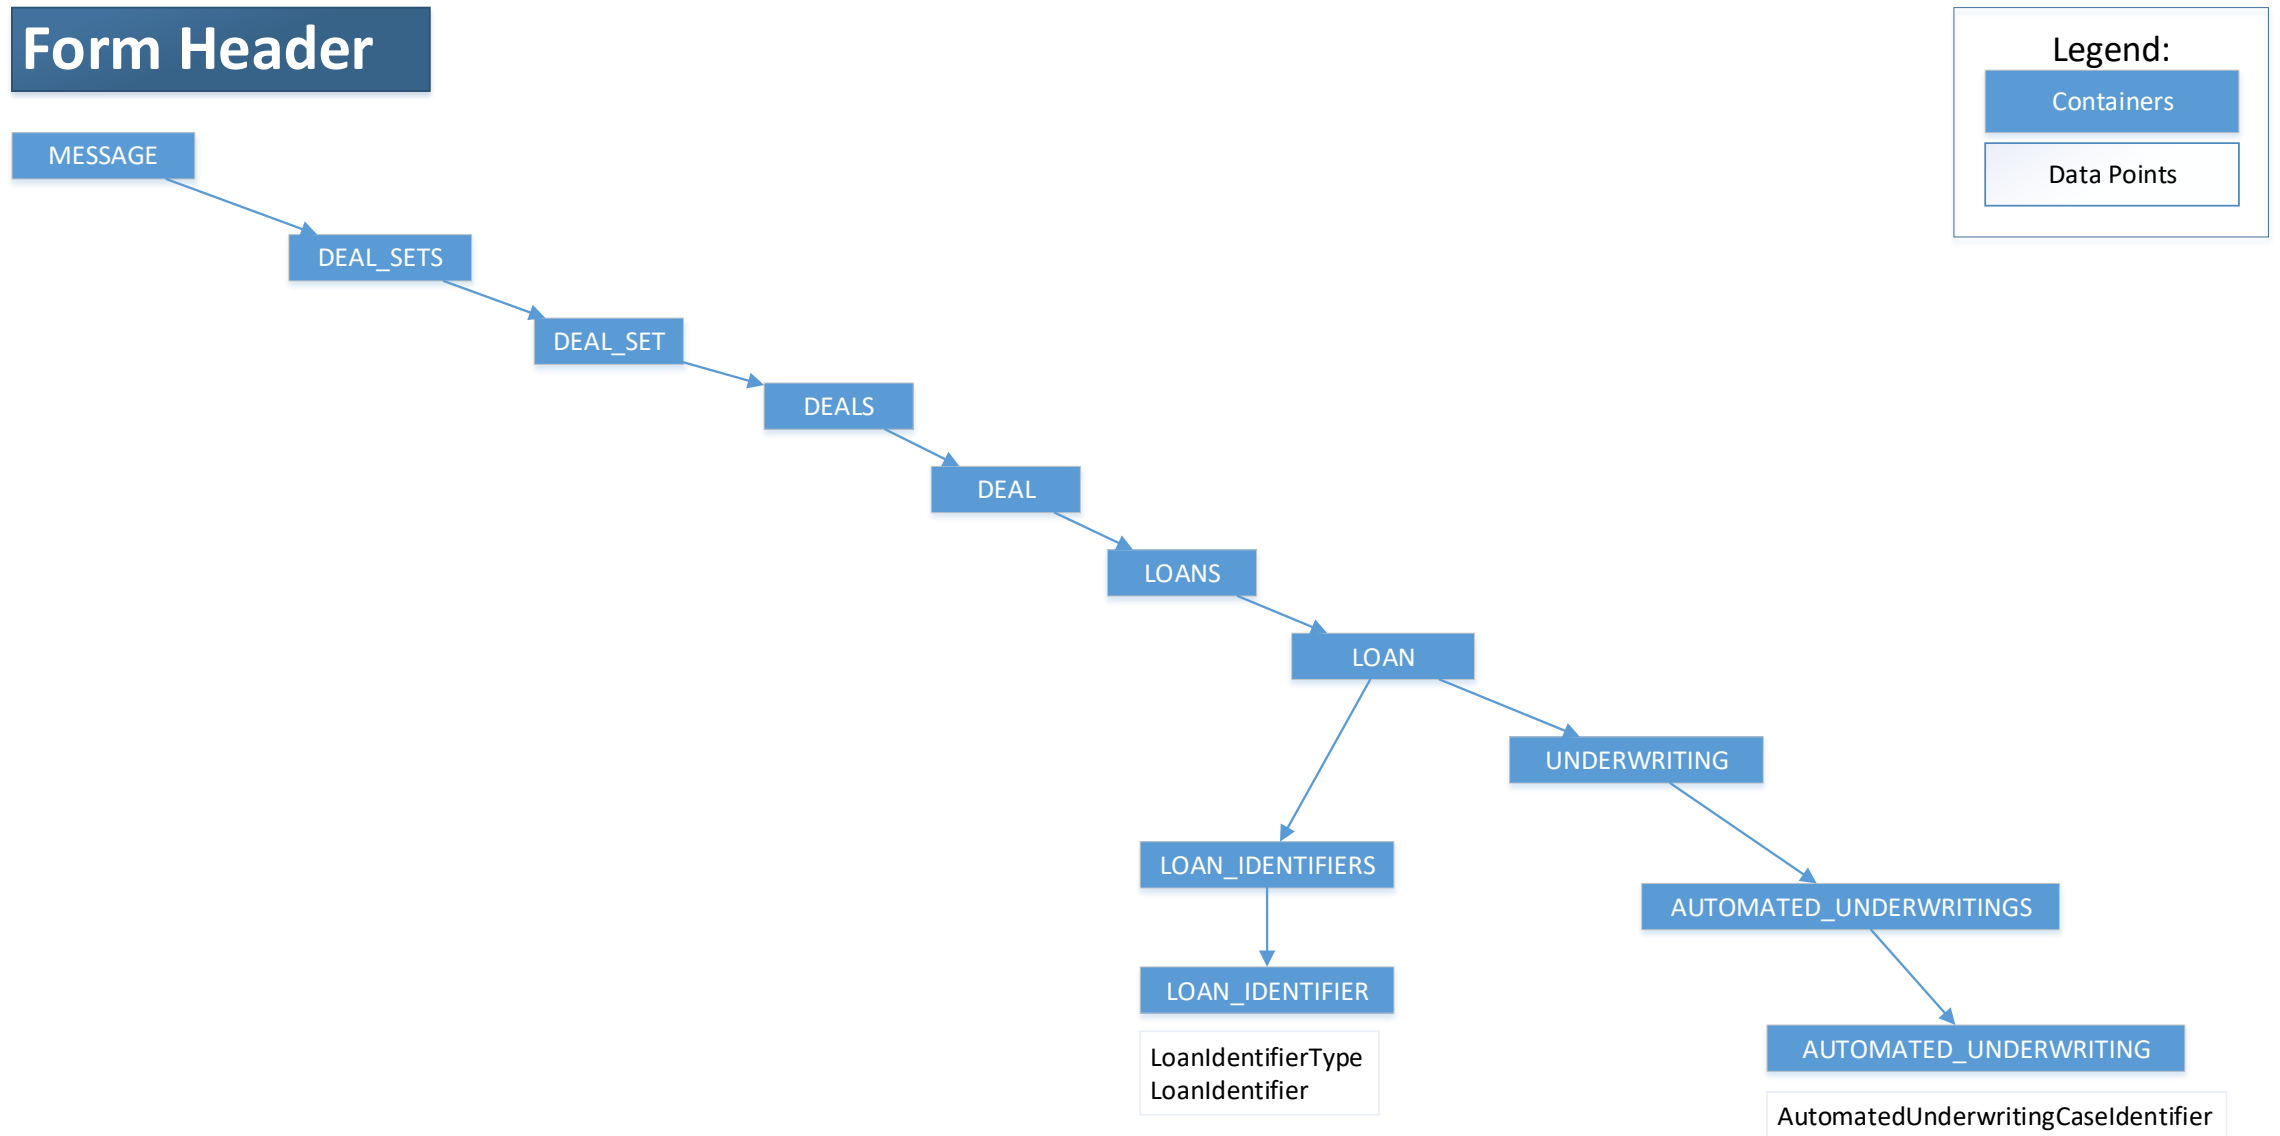 Form Header
Legend:
Containers
Data Points
MESSAGE
DEAL_SETS
DEAL_SET
DEALS
DEAL
LOANS
LOAN
UNDERWRITING
LOAN_IDENTIFIERS
AUTOMATED_UNDERWRITINGS
LOAN_IDENTIFIER
AUTOMATED_UNDERWRITING
LoanIdentifierType
LoanIdentifier
AutomatedUnderwritingCaseIdentifier